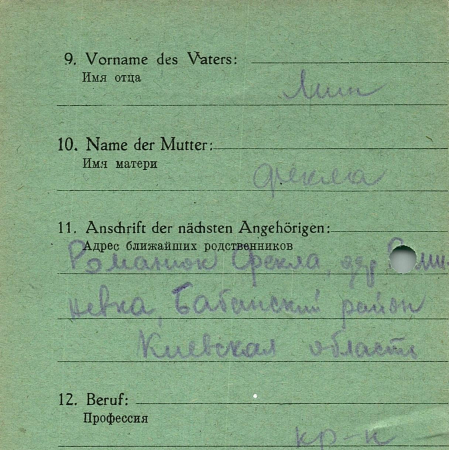 9. Vorname des Vaters:
Имя отца
10. Name der Mutter:
Имя матери
Фекла
11. Anschrift der nächsten Angehörigen:
Адрес ближайших родственников
Романюк Фекла,
невка, Бабанский район
Киевская область
12. Beruf:
Профессия
кр-н